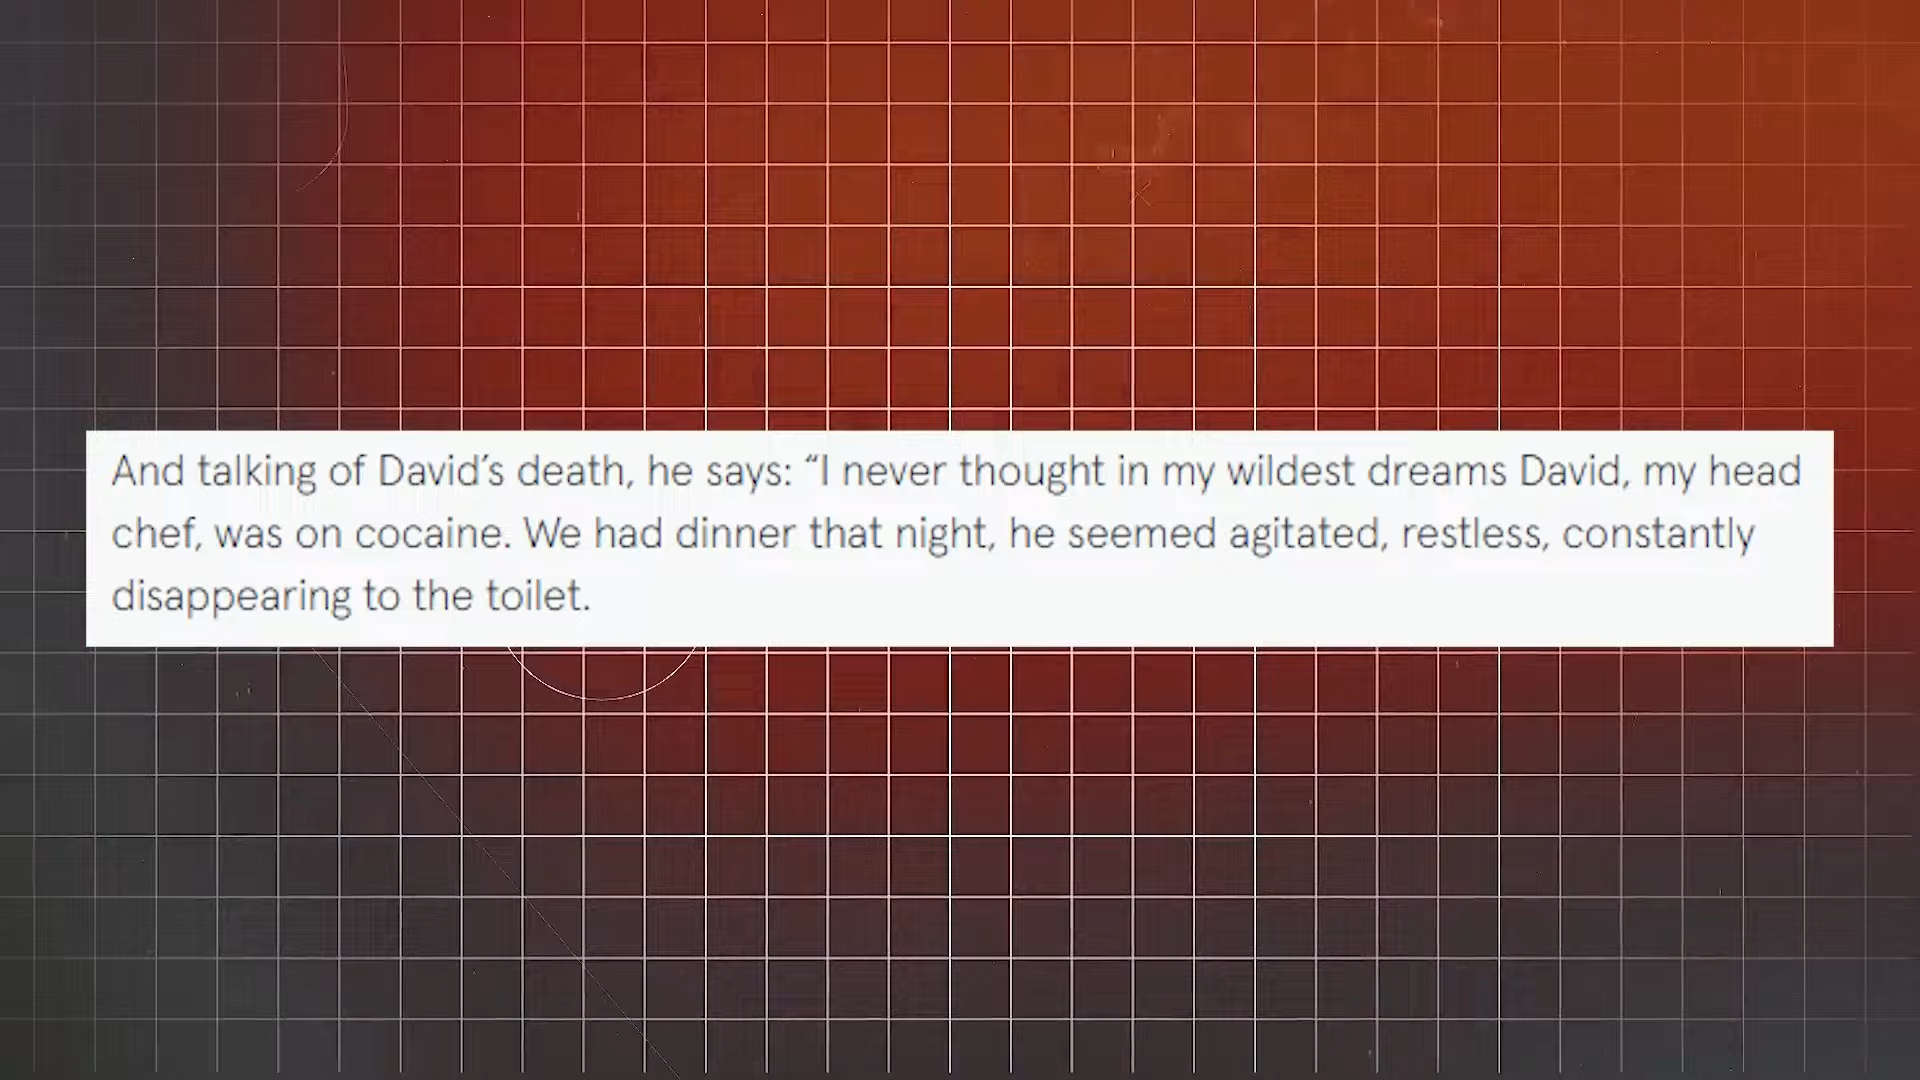 And talking of David’s death, he says: “I never thought in my wildest dreams David, my head
chef, was on cocaine. We had dinner that night, he seemed agitated, restless, constantly
disappearing to the toilet.